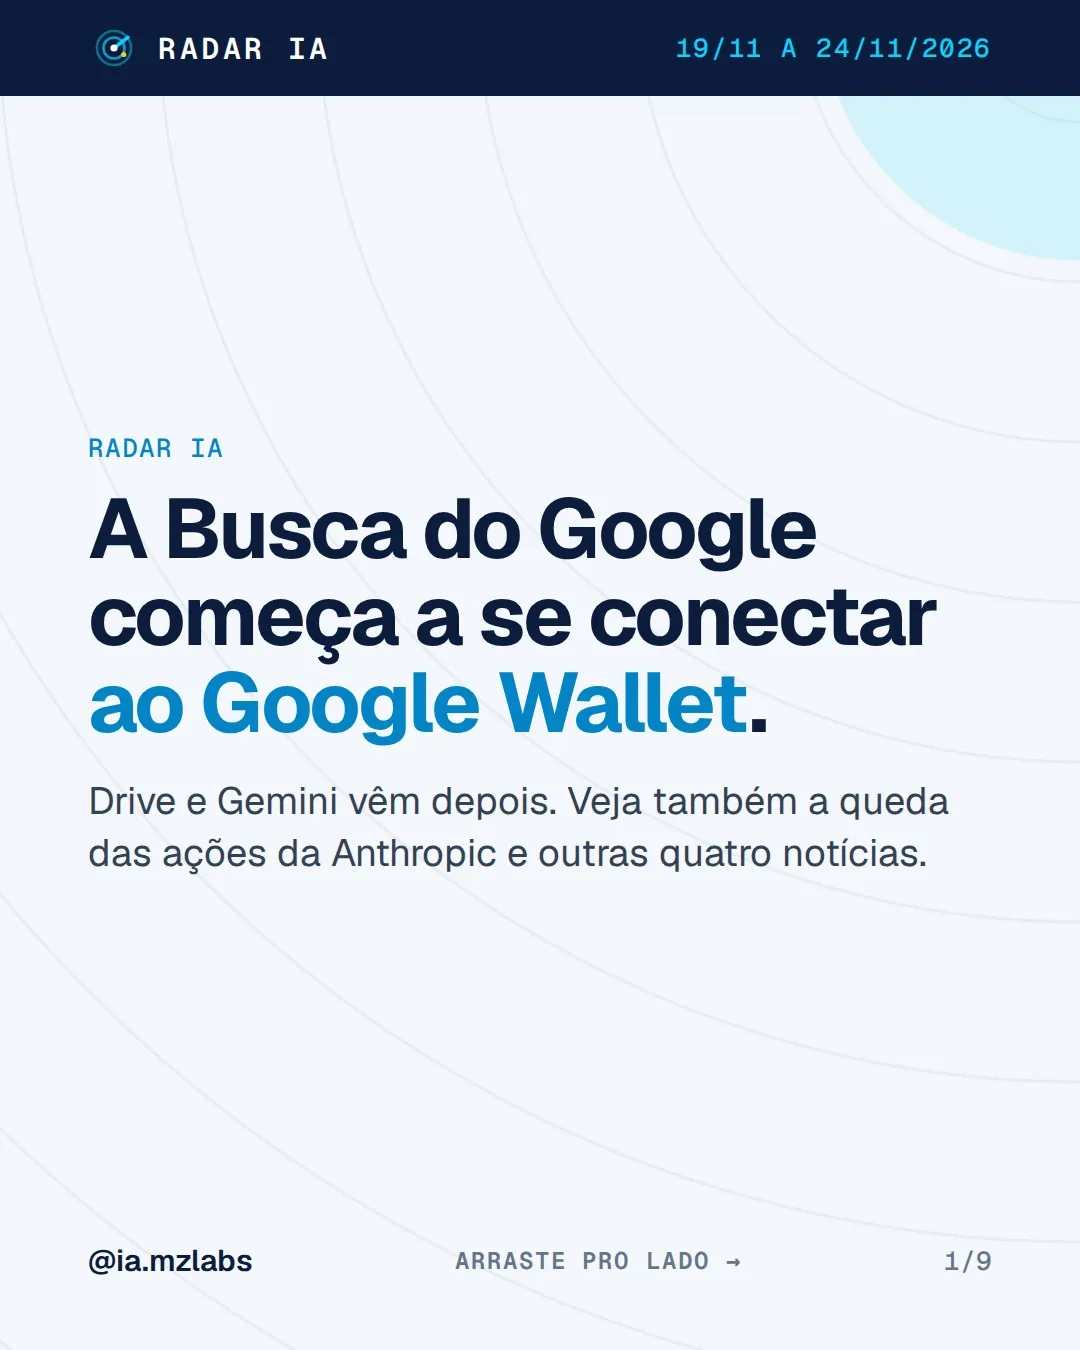 RADAR IA
19/11 A 24/11/2026
RADAR IA
A Busca do Google
começa a se conectar
ao Google Wallet.
Drive e Gemini vêm depois. Veja também a queda
das ações da Anthropic e outras quatro notícias.
@ia.mzlabs
ARRASTE PRO LADO →
1/9